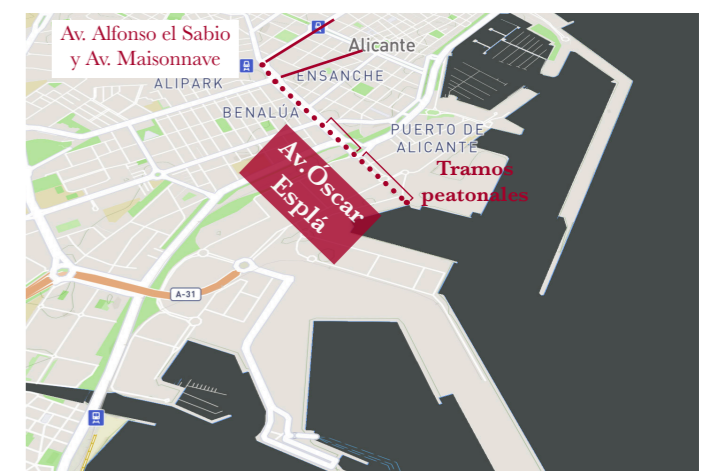 Av. Alfonso el Sabio
y Av. Maisonnave
Alicante
ALIPARK
ENSANCHE
BENALÚA
PUERTO DE
ALICANTE
Av.Óscar
Esplá
Tramos
peatonales
A-31